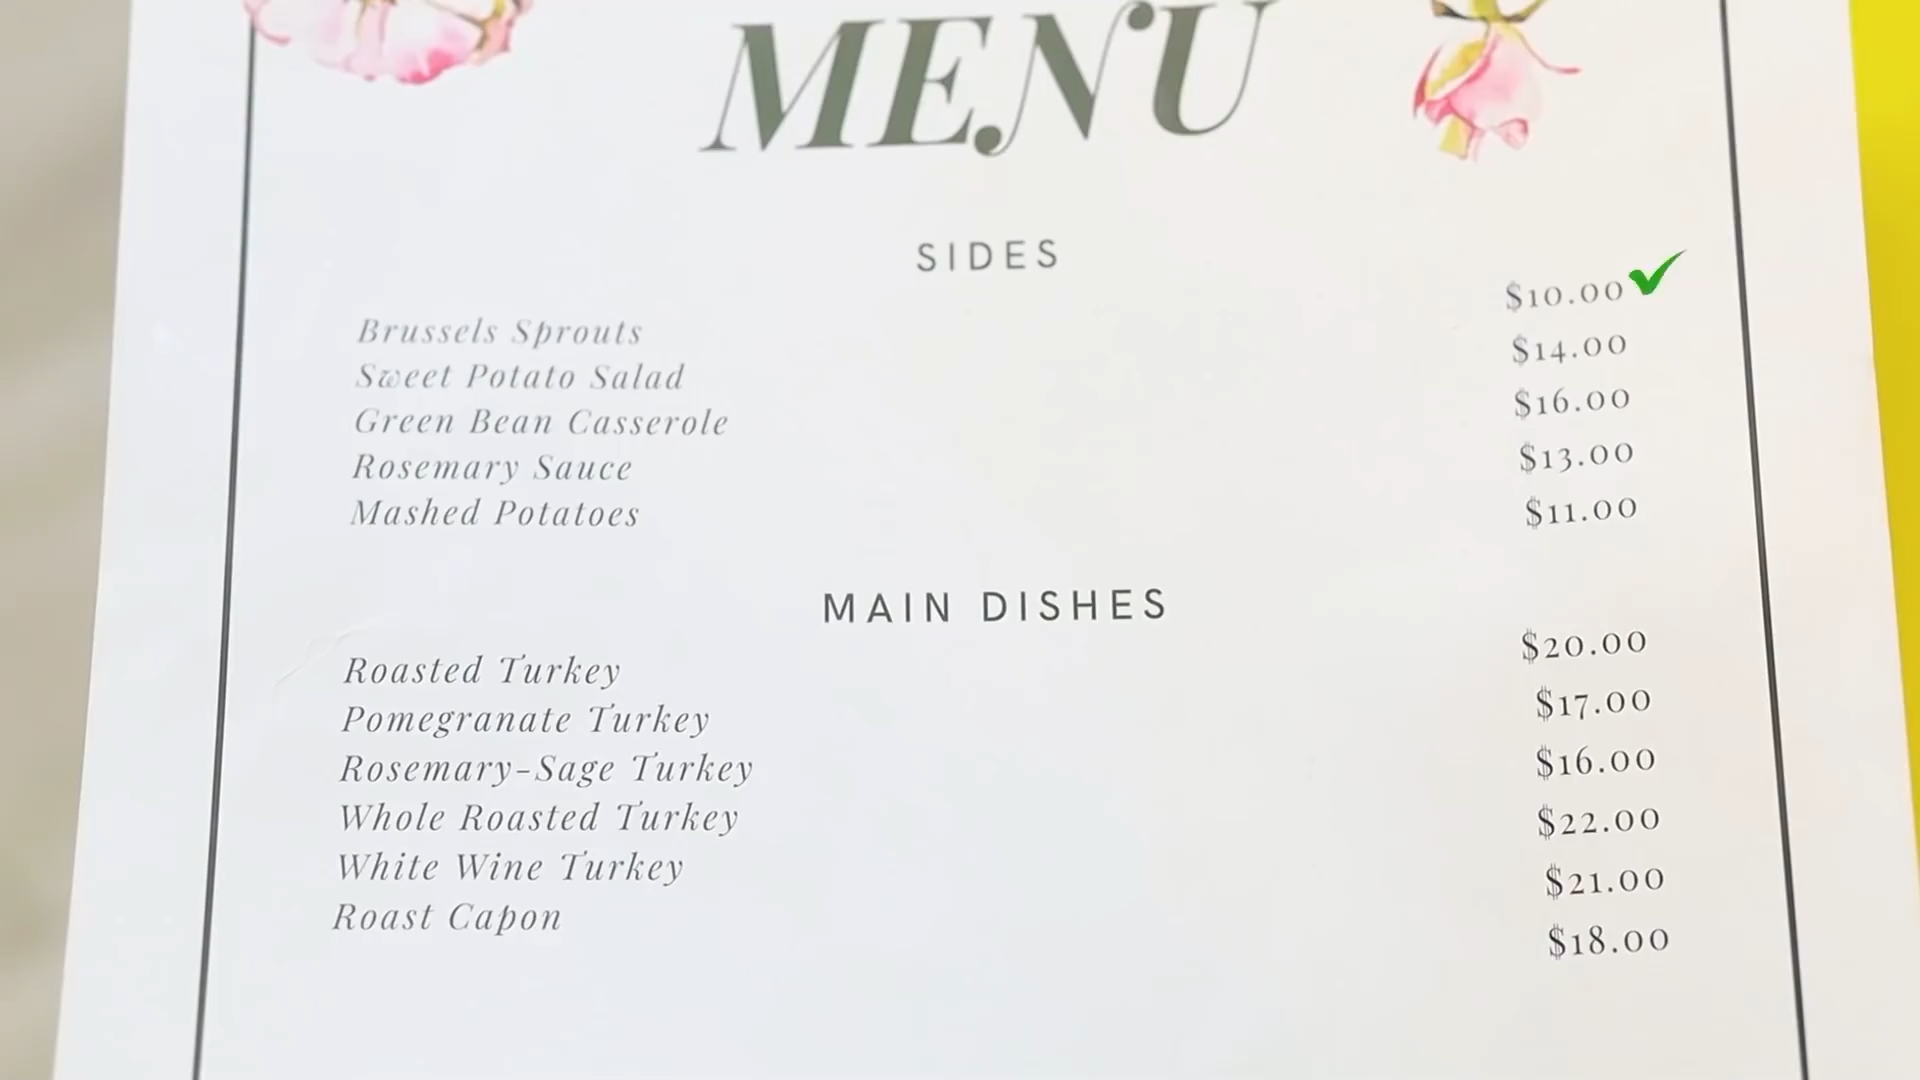 MENU
SIDES
Brussels Sprouts $10.00
Sweet Potato Salad $14.00
Green Bean Casserole $16.00
Rosemary Sauce $13.00
Mashed Potatoes $11.00
MAIN DISHES
Roasted Turkey $20.00
Pomegranate Turkey $17.00
Rosemary-Sage Turkey $16.00
Whole Roasted Turkey $22.00
White Wine Turkey $21.00
Roast Capon $18.00